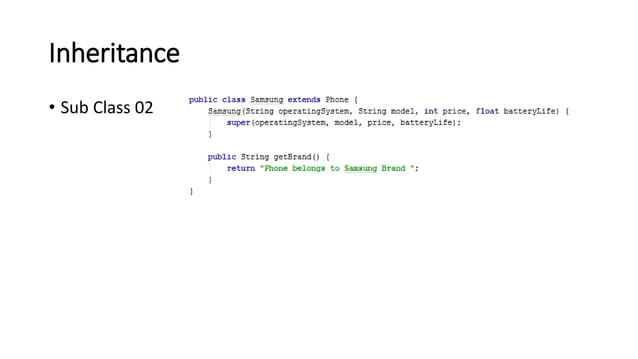 Inheritance
• Sub Class 02
public class Samsung extends Phone {
Samsung(String operatingSystem, String model, int price, float batteryLife) {
super(operatingSystem, model, price, batteryLife);
}
public String getBrand() {
return "Phone belongs to Samsung Brand ";
}
}